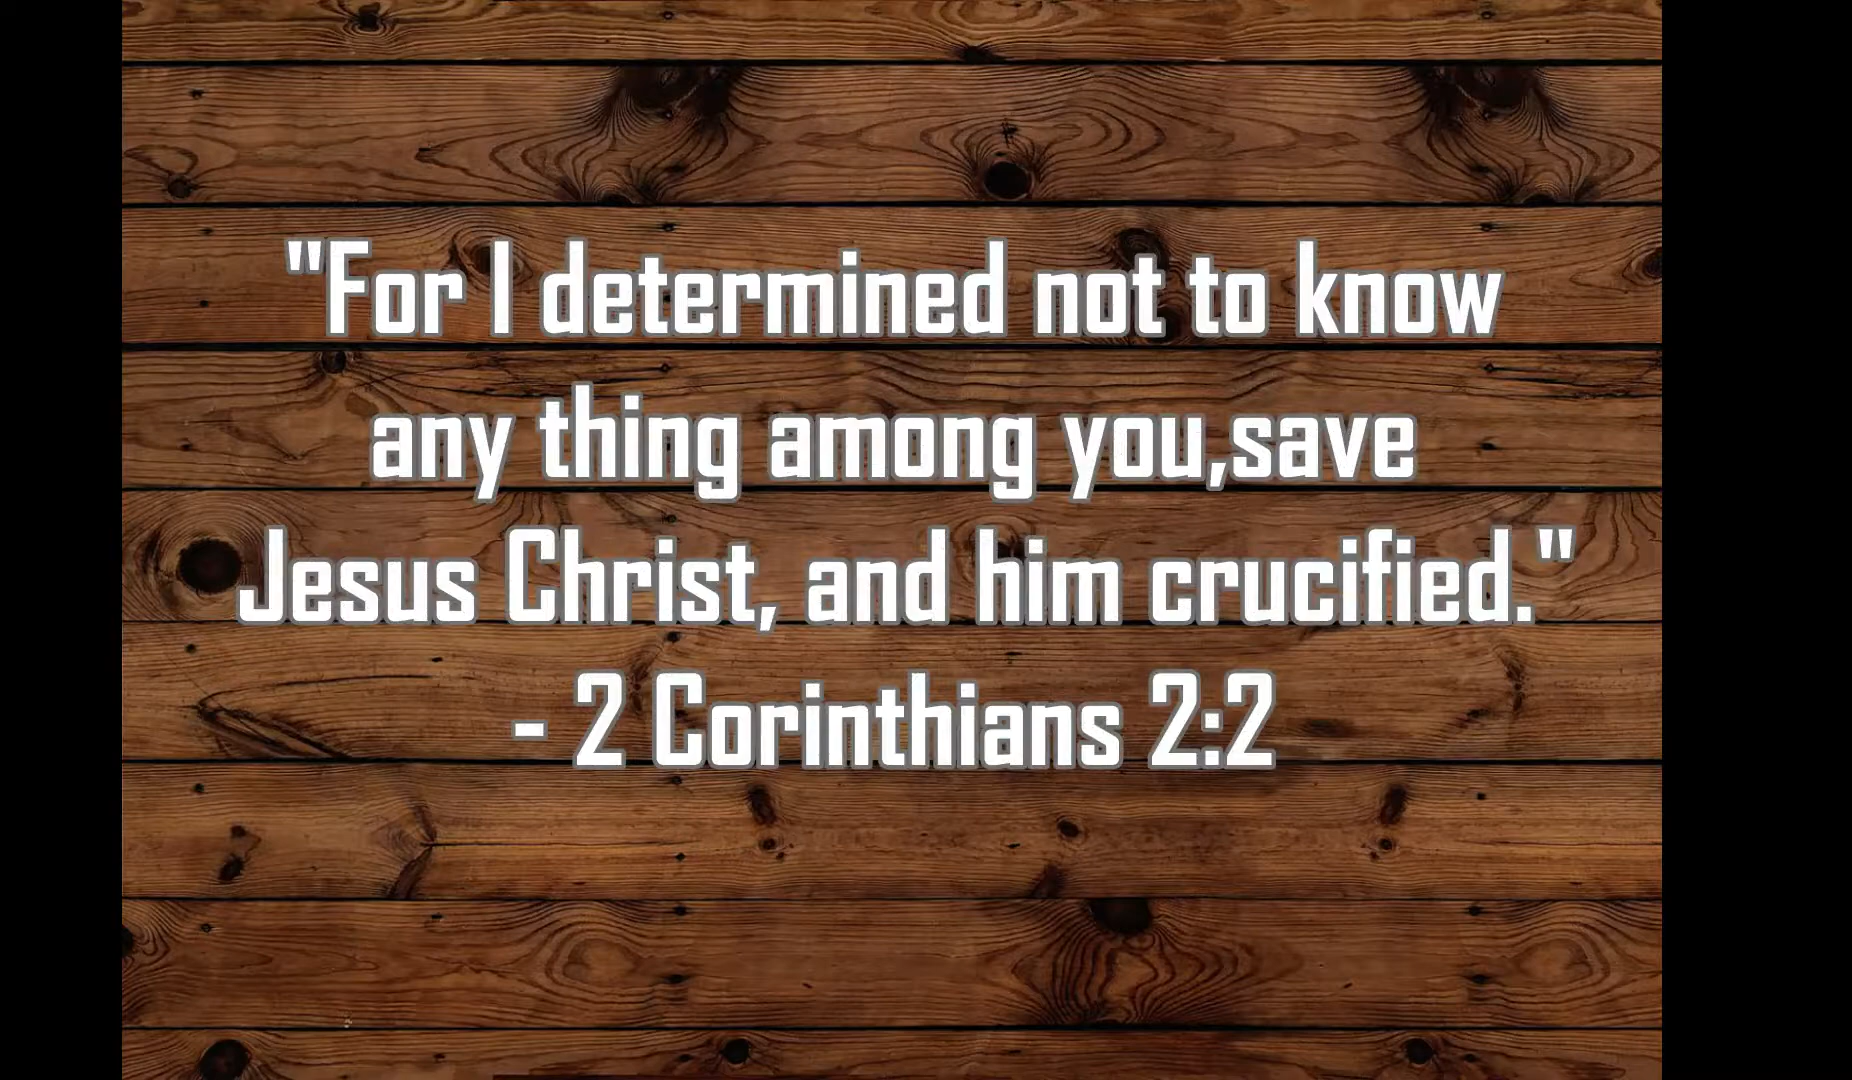 "For I determined not to know
any thing among you,save
Jesus Christ, and him crucified."
- 2 Corinthians 2:2